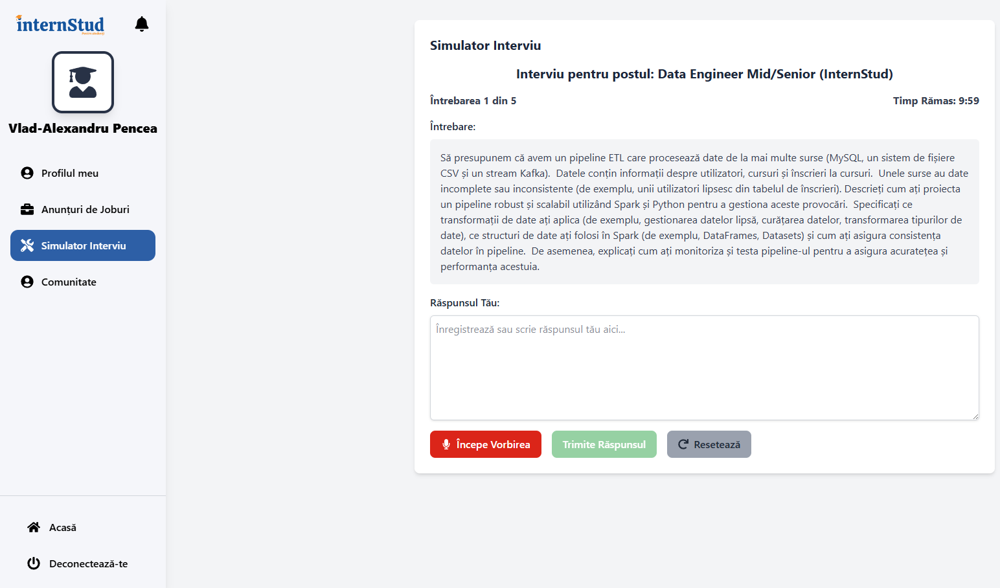 internStud
Pentru studenți
Vlad-Alexandru Pencea
Profilul meu
Anunțuri de Joburi
Simulator Interviu
Comunitate
Acasă
Deconectează-te
Simulator Interviu
Interviu pentru postul: Data Engineer Mid/Senior (InternStud)
Întrebarea 1 din 5
Timp Rămas: 9:59
Întrebare:
Să presupunem că avem un pipeline ETL care procesează date de la mai multe surse (MySQL, un sistem de fișiere
CSV și un stream Kafka).  Datele conțin informații despre utilizatori, cursuri și înscrieri la cursuri.  Unele surse au date
incomplete sau inconsistente (de exemplu, unii utilizatori lipsesc din tabelul de înscrieri). Descrieți cum ați proiecta
un pipeline robust și scalabil utilizând Spark și Python pentru a gestiona aceste provocări.  Specificați ce
transformații de date ați aplica (de exemplu, gestionarea datelor lipsă, curățarea datelor, transformarea tipurilor de
date), ce structuri de date ați folosi în Spark (de exemplu, DataFrames, Datasets) și cum ați asigura consistența
datelor în pipeline.  De asemenea, explicați cum ați monitoriza și testa pipeline-ul pentru a asigura acuratețea și
performanța acestuia.
Răspunsul Tău:
Înregistrează sau scrie răspunsul tău aici...
Începe Vorbirea
Trimite Răspunsul
Resetează